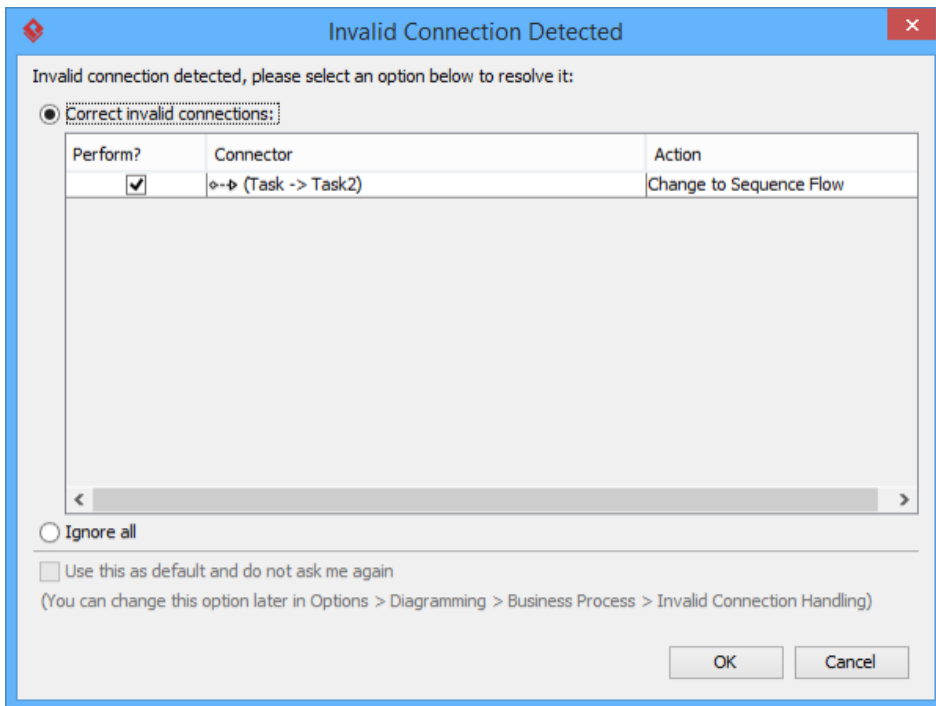 Invalid Connection Detected
Invalid connection detected, please select an option below to resolve it:
Correct invalid connections:
Perform? Connector Action
(Task -> Task2) Change to Sequence Flow
Ignore all
Use this as default and do not ask me again
(You can change this option later in Options > Diagramming > Business Process > Invalid Connection Handling)
OK Cancel